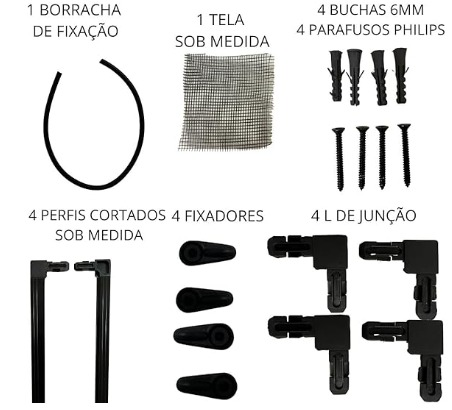 1 BORRACHA
DE FIXAÇÃO
1 TELA
SOB MEDIDA
4 BUCHAS 6MM
4 PARAFUSOS PHILIPS
4 PERFIS CORTADOS
SOB MEDIDA
4 FIXADORES
4 L DE JUNÇÃO